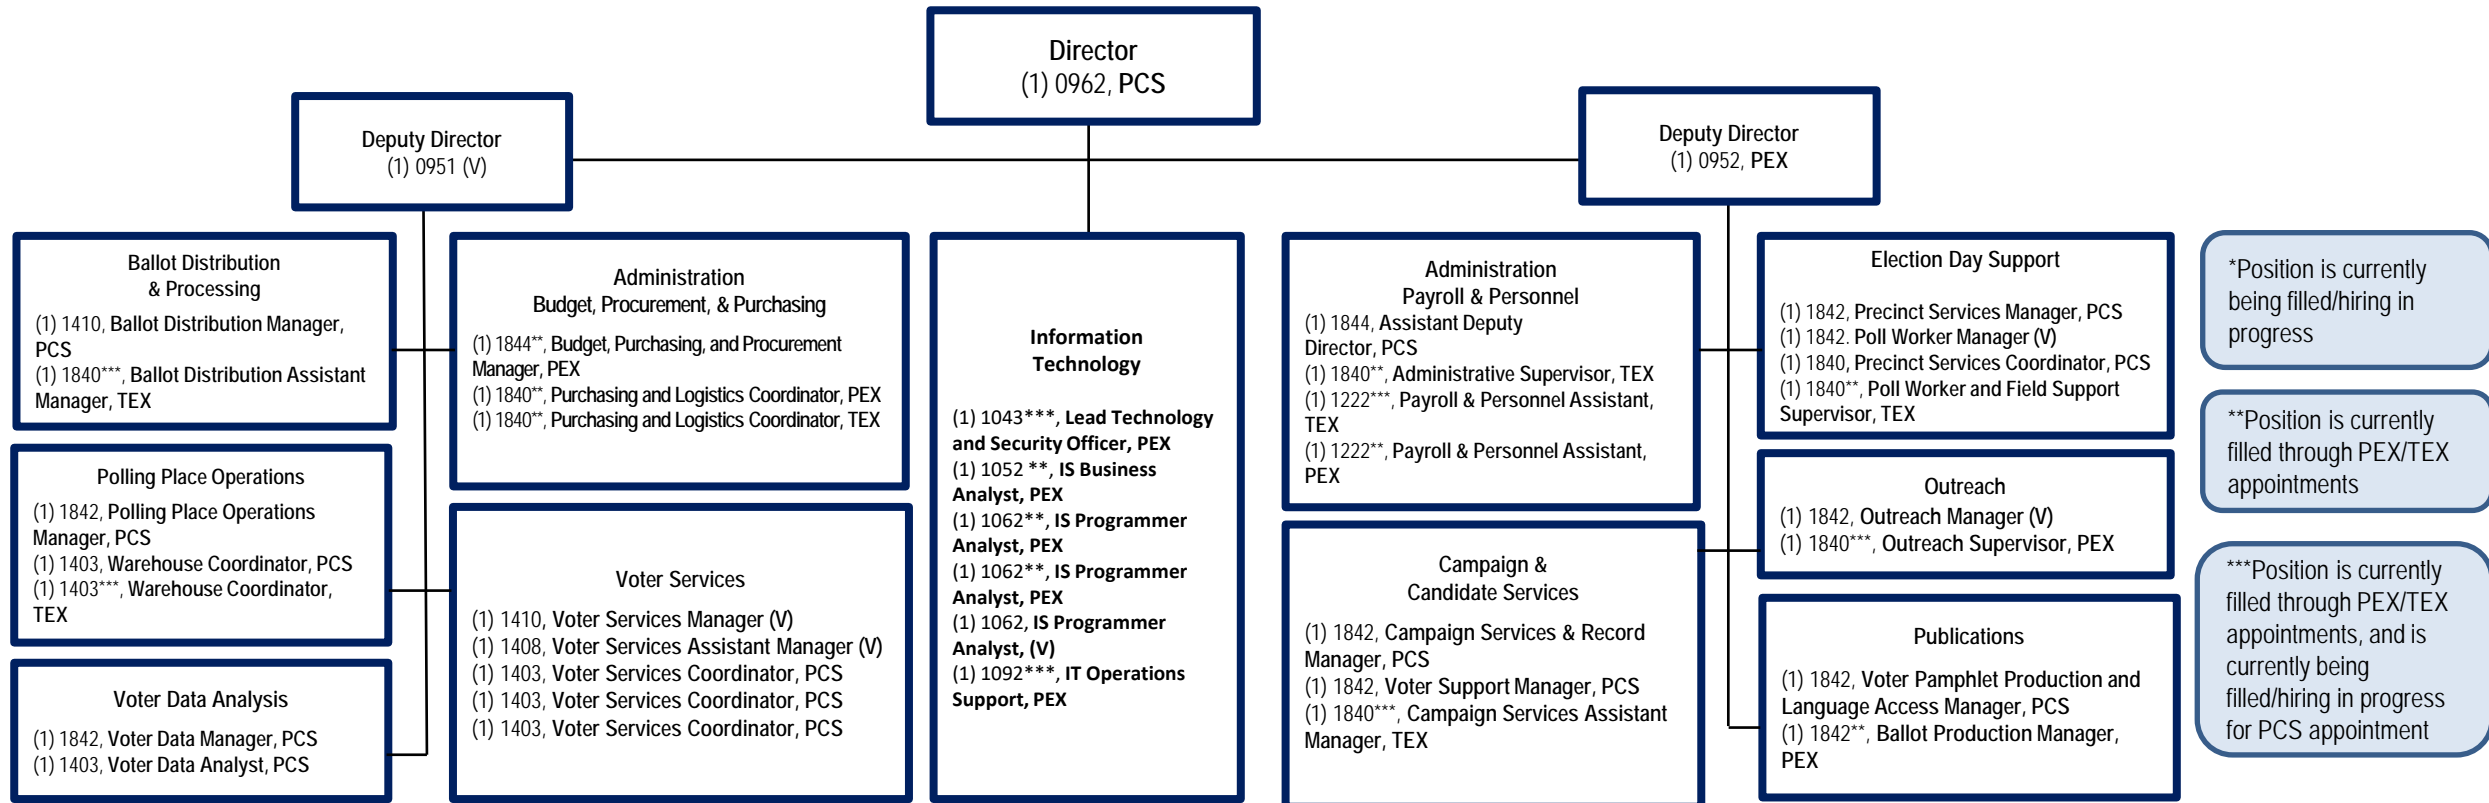 Director
(1) 0962, PCS
Deputy Director
(1) 0951 (V)
Deputy Director
(1) 0952, PEX
Ballot Distribution
& Processing
(1) 1410, Ballot Distribution Manager,
PCS
(1) 1840***, Ballot Distribution Assistant
Manager, TEX
Administration
Budget, Procurement, & Purchasing
(1) 1844**, Budget, Purchasing, and Procurement
Manager, PEX
(1) 1840**, Purchasing and Logistics Coordinator, PEX
(1) 1840**, Purchasing and Logistics Coordinator, TEX
Polling Place Operations
(1) 1842, Polling Place Operations
Manager, PCS
(1) 1403, Warehouse Coordinator, PCS
(1) 1403***, Warehouse Coordinator,
TEX
Voter Services
(1) 1410, Voter Services Manager (V)
(1) 1408, Voter Services Assistant Manager (V)
(1) 1403, Voter Services Coordinator, PCS
(1) 1403, Voter Services Coordinator, PCS
(1) 1403, Voter Services Coordinator, PCS
Voter Data Analysis
(1) 1842, Voter Data Manager, PCS
(1) 1403, Voter Data Analyst, PCS
Information
Technology
(1) 1043***, Lead Technology
and Security Officer, PEX
(1) 1052 **, IS Business
Analyst, PEX
(1) 1062**, IS Programmer
Analyst, PEX
(1) 1062**, IS Programmer
Analyst, PEX
(1) 1062, IS Programmer
Analyst, (V)
(1) 1092***, IT Operations
Support, PEX
Administration
Payroll & Personnel
(1) 1844, Assistant Deputy
Director, PCS
(1) 1840**, Administrative Supervisor, TEX
(1) 1222***, Payroll & Personnel Assistant,
TEX
(1) 1222**, Payroll & Personnel Assistant,
PEX
Election Day Support
(1) 1842, Precinct Services Manager, PCS
(1) 1842. Poll Worker Manager (V)
(1) 1840, Precinct Services Coordinator, PCS
(1) 1840**, Poll Worker and Field Support
Supervisor, TEX
Outreach
(1) 1842, Outreach Manager (V)
(1) 1840***, Outreach Supervisor, PEX
Campaign &
Candidate Services
(1) 1842, Campaign Services & Record
Manager, PCS
(1) 1842, Voter Support Manager, PCS
(1) 1840***, Campaign Services Assistant
Manager, TEX
Publications
(1) 1842, Voter Pamphlet Production and
Language Access Manager, PCS
(1) 1842**, Ballot Production Manager,
PEX
*Position is currently
being filled/hiring in
progress
**Position is currently
filled through PEX/TEX
appointments
***Position is currently
filled through PEX/TEX
appointments, and is
currently being
filled/hiring in progress
for PCS appointment